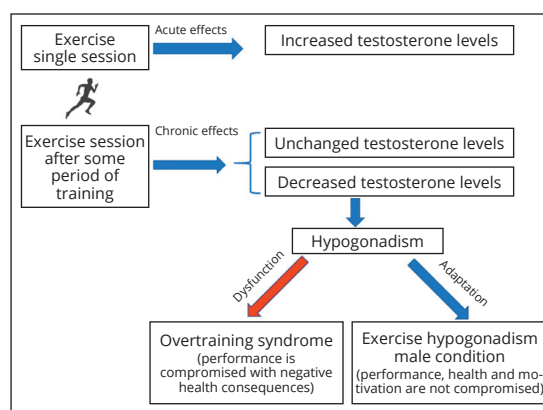 Exercise
single session
Acute effects
Increased testosterone levels
Exercise session
after some
period of
training
Chronic effects
Unchanged testosterone levels
Decreased testosterone levels
Hypogonadism
Dysfunction
Adaptation
Overtraining syndrome
(performance is
compromised with negative
health consequences)
Exercise hypogonadism
male condition
(performance, health and mo-
tivation are not compromised)